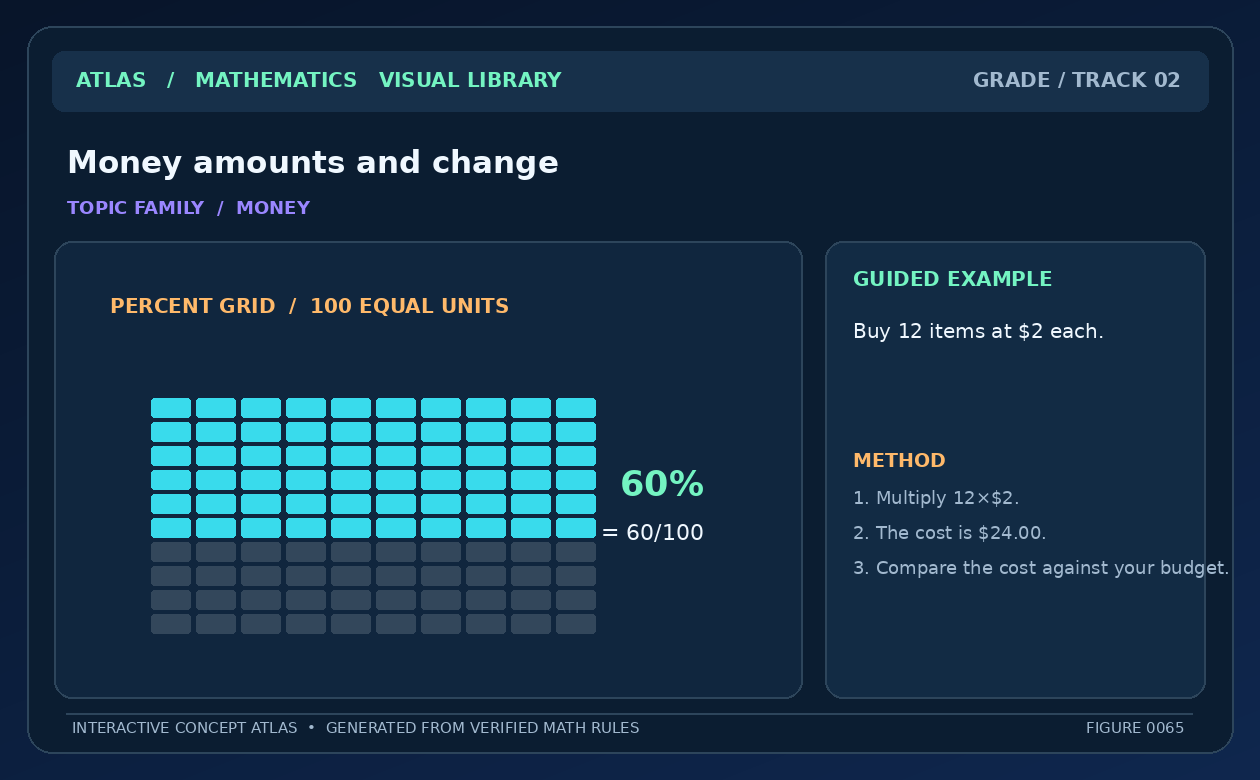 ATLAS / MATHEMATICS VISUAL LIBRARY
GRADE / TRACK 02
Money amounts and change
TOPIC FAMILY / MONEY
PERCENT GRID / 100 EQUAL UNITS
60%
= 60/100
GUIDED EXAMPLE
Buy 12 items at $2 each.
METHOD
1. Multiply 12×$2.
2. The cost is $24.00.
3. Compare the cost against your budget.
INTERACTIVE CONCEPT ATLAS • GENERATED FROM VERIFIED MATH RULES
FIGURE 0065